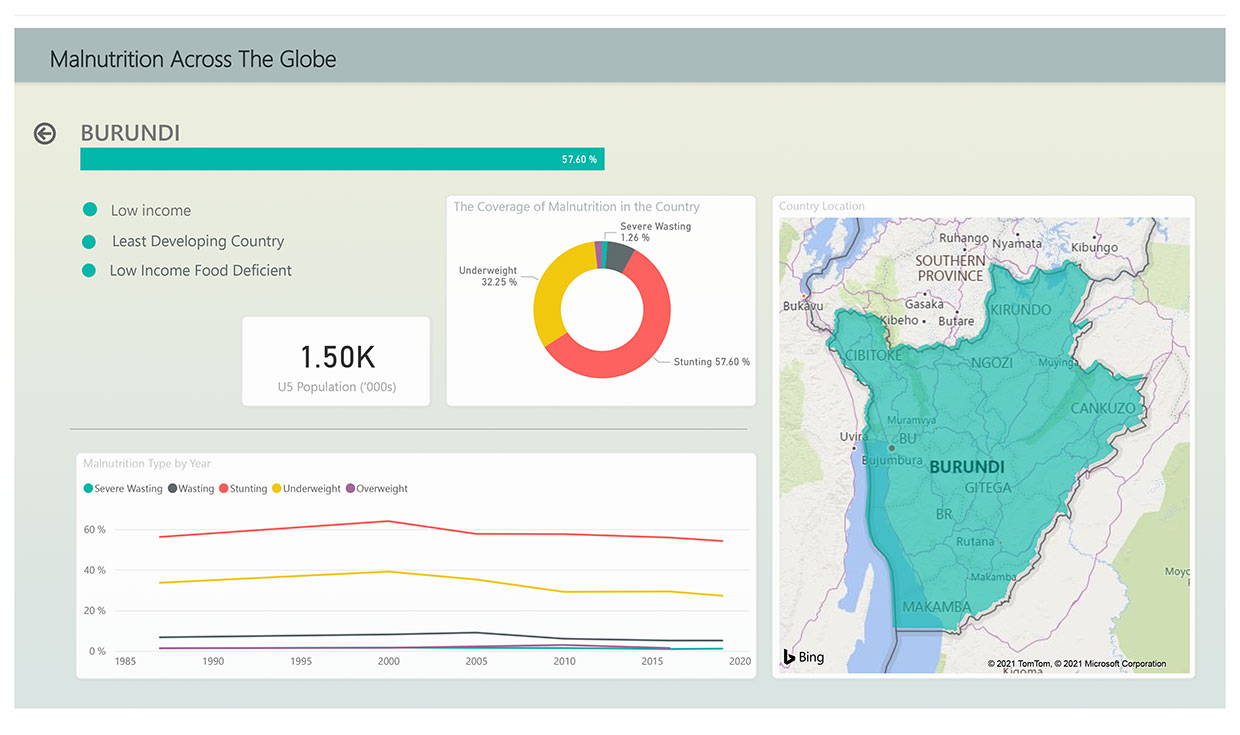 Malnutrition Across The Globe
BURUNDI
57.60 %
Low income
Least Developing Country
Low Income Food Deficient
1.50K
U5 Population ('000s)
The Coverage of Malnutrition in the Country
Severe Wasting
1.26 %
Underweight
32.25 %
Stunting 57.60 %
Malnutrition Type by Year
Severe Wasting Wasting Stunting Underweight Overweight
60 %
40 %
20 %
0 %
1985 1990 1995 2000 2005 2010 2015 2020
Country Location
Ruhango
Nyamata
Kibungo
SOUTHERN
PROVINCE
Bukavu
Gasaka
Kibeho
Butare
KIRUNDO
CIBITOKE
NGOZI
Muyinga
CANKUZO
Muramvya
Uvira
BU
Bujumbura
BURUNDI
GITEGA
BR
Rutana
Makamba
MAKAMBA
Bing
© 2021 TomTom, © 2021 Microsoft Corporation
Kigoma